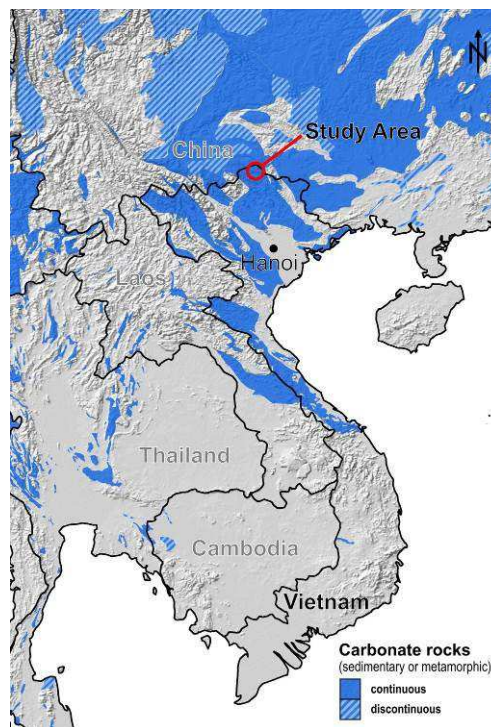 N
Study Area
China
Hanoi
Laos
Thailand
Cambodia
Vietnam
Carbonate rocks
(sedimentary or metamorphic)
continuous
discontinuous